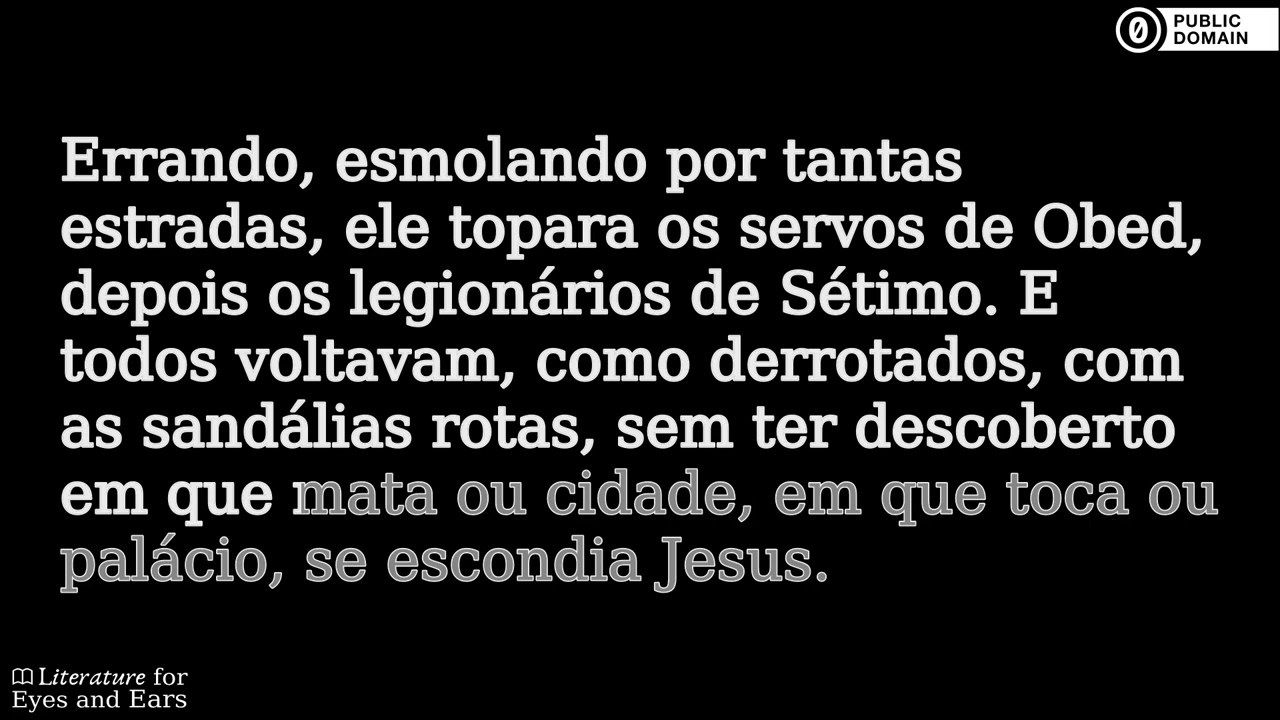 PUBLIC
DOMAIN
Errando, esmolando por tantas
estradas, ele topara os servos de Obed,
depois os legionários de Sétimo. E
todos voltavam, como derrotados, com
as sandálias rotas, sem ter descoberto
em que mata ou cidade, em que toca ou
palácio, se escondia Jesus.
Literature for
Eyes and Ears